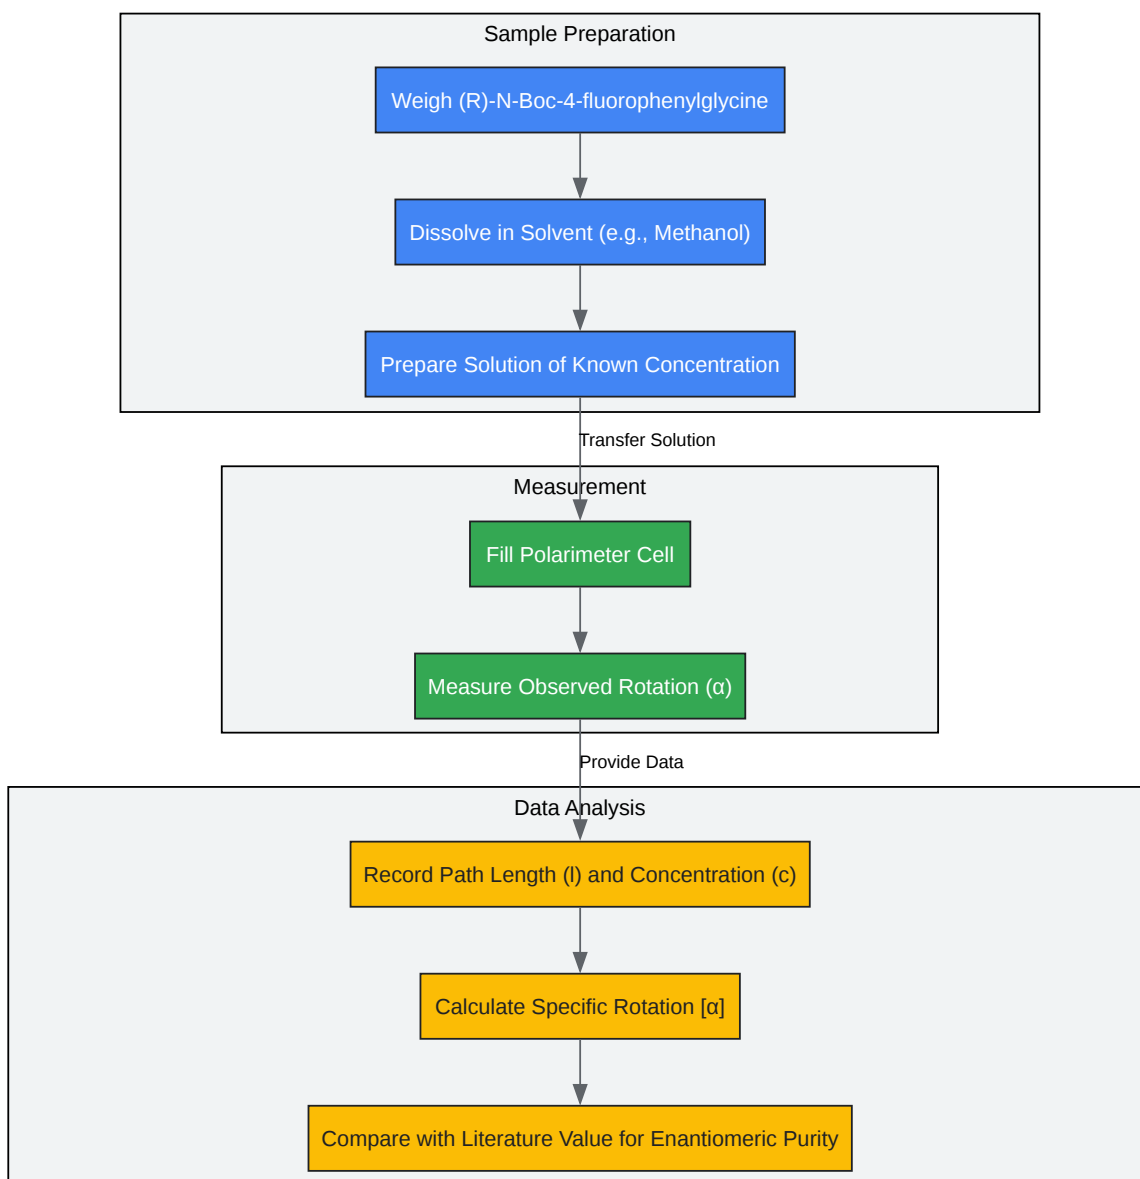 Sample Preparation
Weigh (R)-N-Boc-4-fluorophenylglycine
Dissolve in Solvent (e.g., Methanol)
Prepare Solution of Known Concentration
Transfer Solution
Measurement
Fill Polarimeter Cell
Measure Observed Rotation (α)
Provide Data
Data Analysis
Record Path Length (l) and Concentration (c)
Calculate Specific Rotation [α]
Compare with Literature Value for Enantiomeric Purity